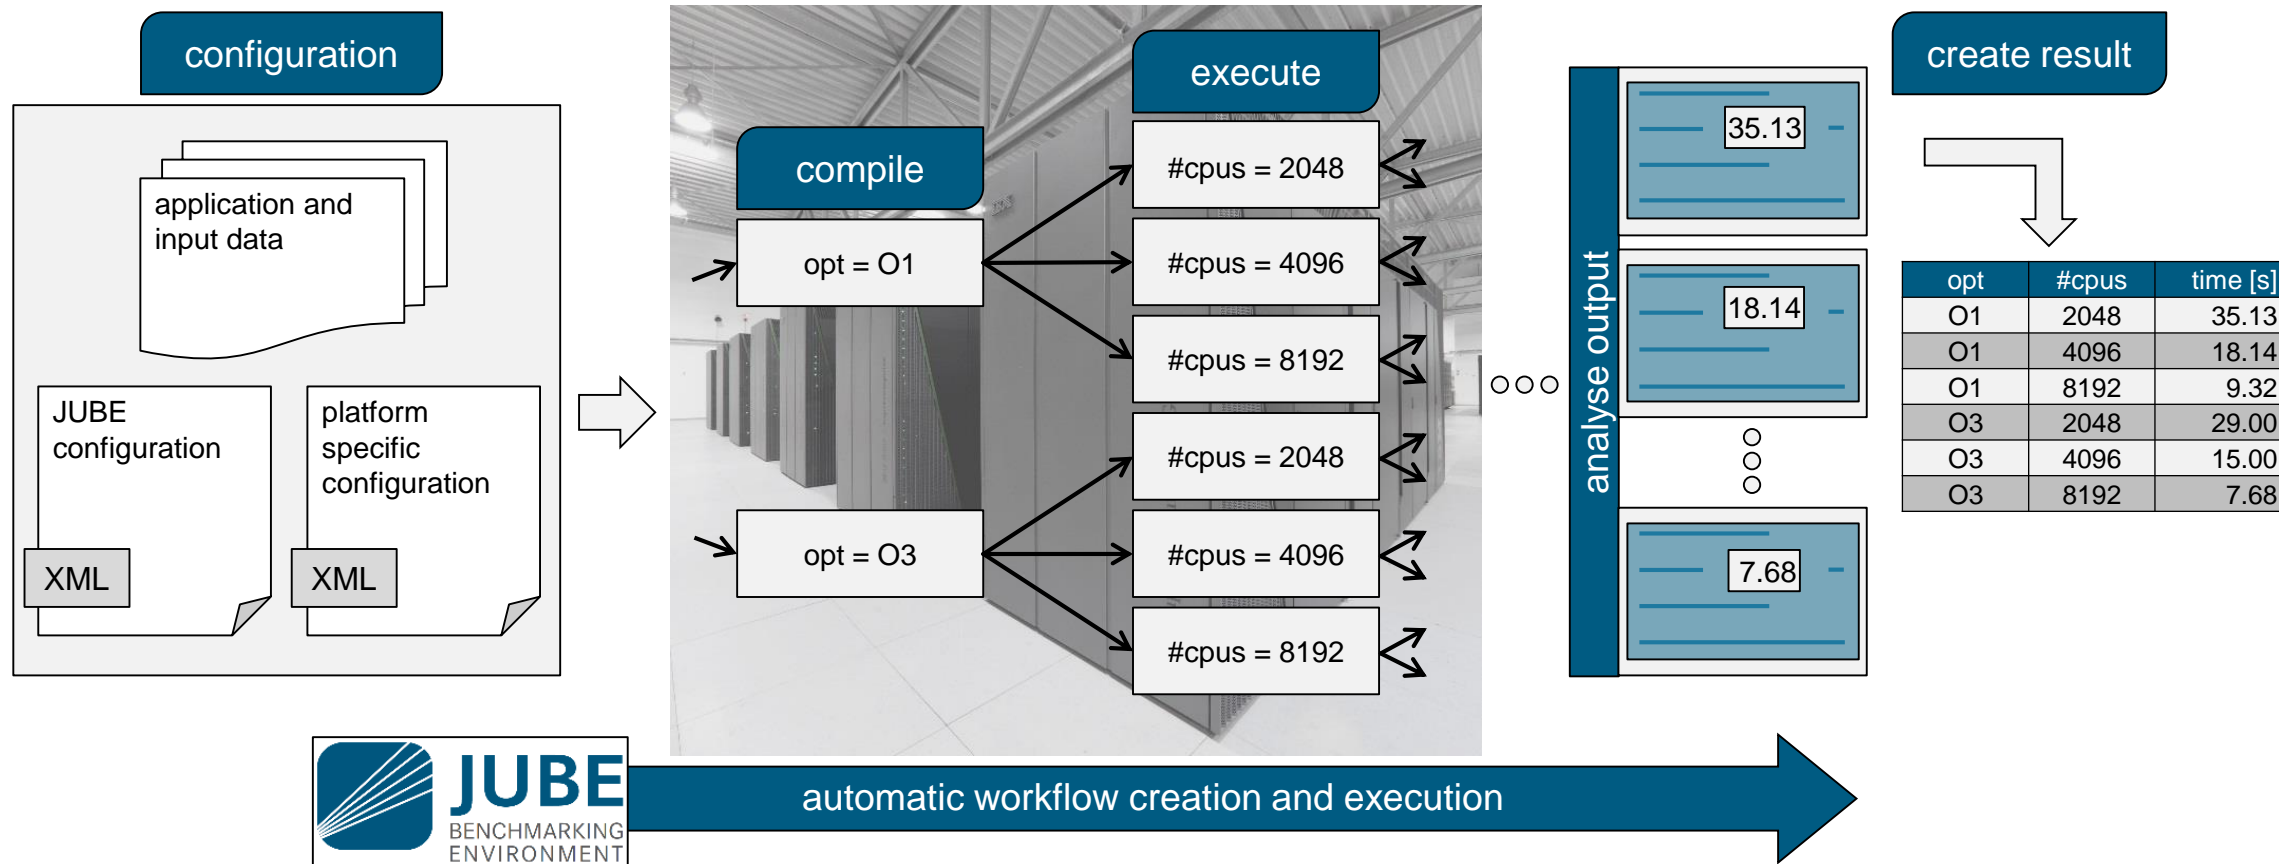 configuration
application and
input data
JUBE
configuration
XML
platform
specific
configuration
XML
compile
opt = O1
opt = O3
execute
#cpus = 2048
#cpus = 4096
#cpus = 8192
#cpus = 2048
#cpus = 4096
#cpus = 8192
analyse output
35.13
18.14
7.68
create result
opt #cpus time [s]
O1 2048 35.13
O1 4096 18.14
O1 8192 9.32
O3 2048 29.00
O3 4096 15.00
O3 8192 7.68
JUBE
BENCHMARKING
ENVIRONMENT
automatic workflow creation and execution